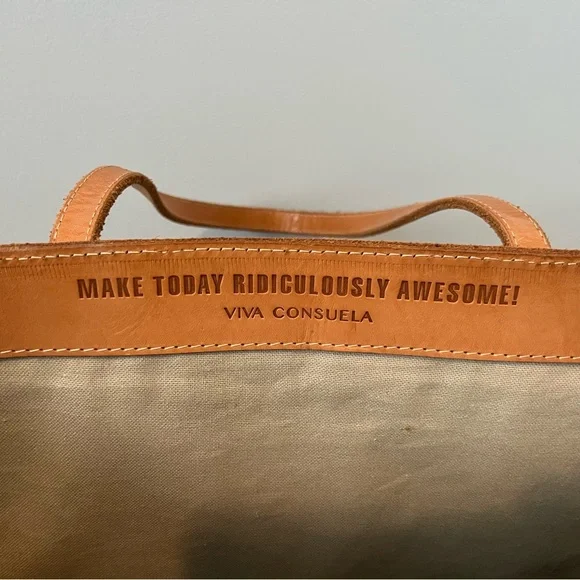 MAKE TODAY RIDICULOUSLY AWESOME!
VIVA CONSUELA